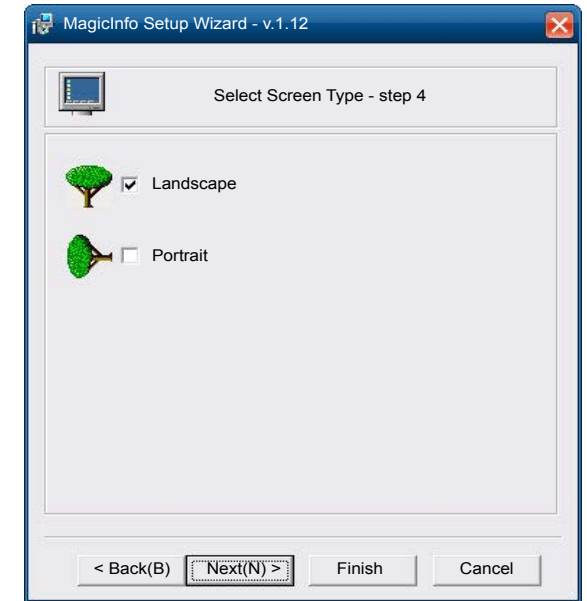 MagicInfo Setup Wizard - v.1.12
Select Screen Type - step 4
Landscape
Portrait
< Back(B) Next(N) > Finish Cancel